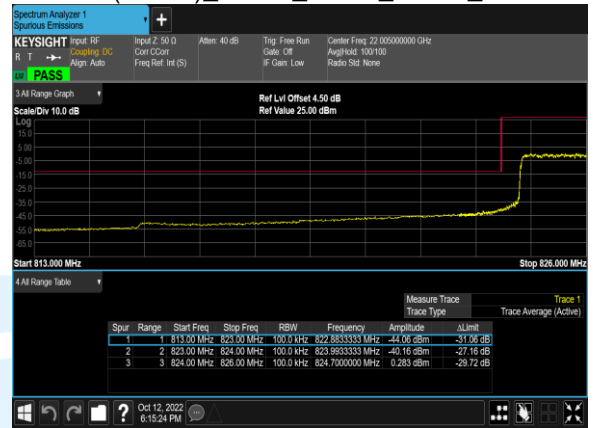 Spectrum Analyzer 1
Spurious Emissions
+
KEYSIGHT Input: RF Input Z: 50 Ω Atten: 40 dB Trig: Free Run Center Freq: 22.005000000 GHz
R T Coupling: DC Corr CCorr Gate: Off Avg|Hold: 100/100
Align: Auto Freq Ref: Int (S) IF Gain: Low Radio Std: None
PASS
3 All Range Graph
Ref Lvl Offset 4.50 dB
Scale/Div 10.0 dB Ref Value 25.00 dBm
Log
15.0
5.00
-5.00
-15.0
-25.0
-35.0
-45.0
-55.0
-65.0
Start 813.000 MHz Stop 826.000 MHz
4 All Range Table
Measure Trace Trace 1
Trace Type Trace Average (Active)
Spur Range Start Freq Stop Freq RBW Frequency Amplitude ΔLimit
1 1 813.00 MHz 823.00 MHz 100.0 kHz 822.8833333 MHz -44.06 dBm -31.06 dB
2 2 823.00 MHz 824.00 MHz 100.0 kHz 823.9933333 MHz -40.16 dBm -27.16 dB
3 3 824.00 MHz 826.00 MHz 100.0 kHz 824.7000000 MHz 0.283 dBm -29.72 dB
? Oct 12, 2022
6:15:24 PM